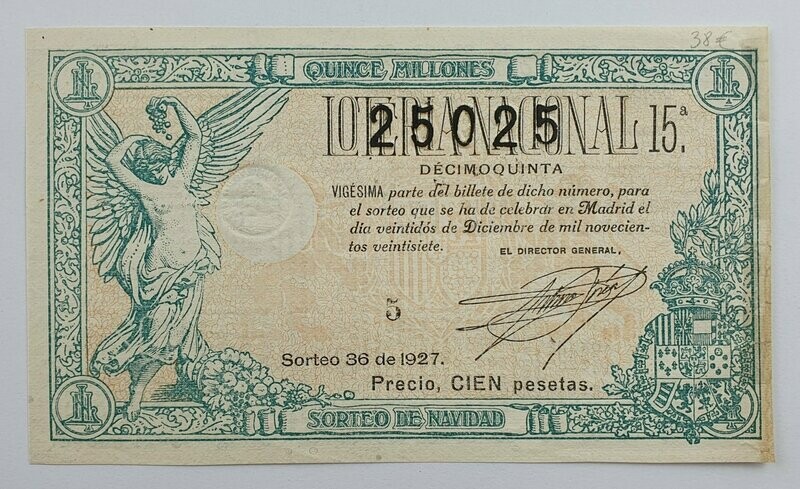 38 €
QUINCE MILLONES
LOTERIA NACIONAL 15.ª
25025
DÉCIMOQUINTA
VIGÉSIMA parte del billete de dicho número, para
el sorteo que se ha de celebrar en Madrid el
día veintidós de Diciembre de mil novecien-
tos veintisiete.
EL DIRECTOR GENERAL,
5
Sorteo 36 de 1927.
Precio, CIEN pesetas.
SORTEO DE NAVIDAD